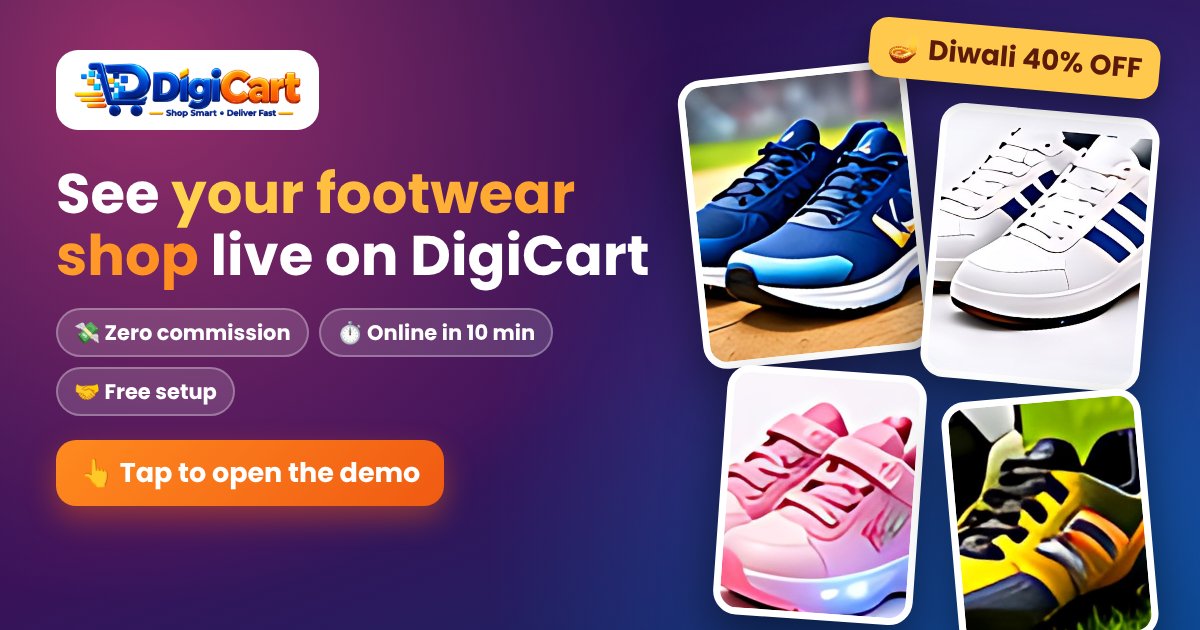 DigiCart
Shop Smart • Deliver Fast
Diwali 40% OFF
See your footwear
shop live on DigiCart
💸 Zero commission
⏱️ Online in 10 min
🤝 Free setup
👆 Tap to open the demo